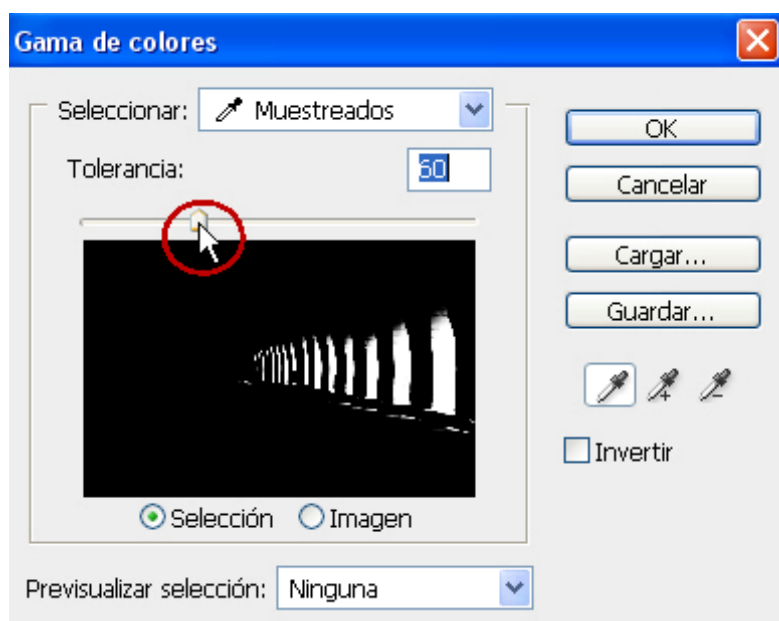 Gama de colores
Seleccionar: Muestreados
OK
Tolerancia: 60
Cancelar
Cargar...
Guardar...
Invertir
Selección Imagen
Previsualizar selección: Ninguna